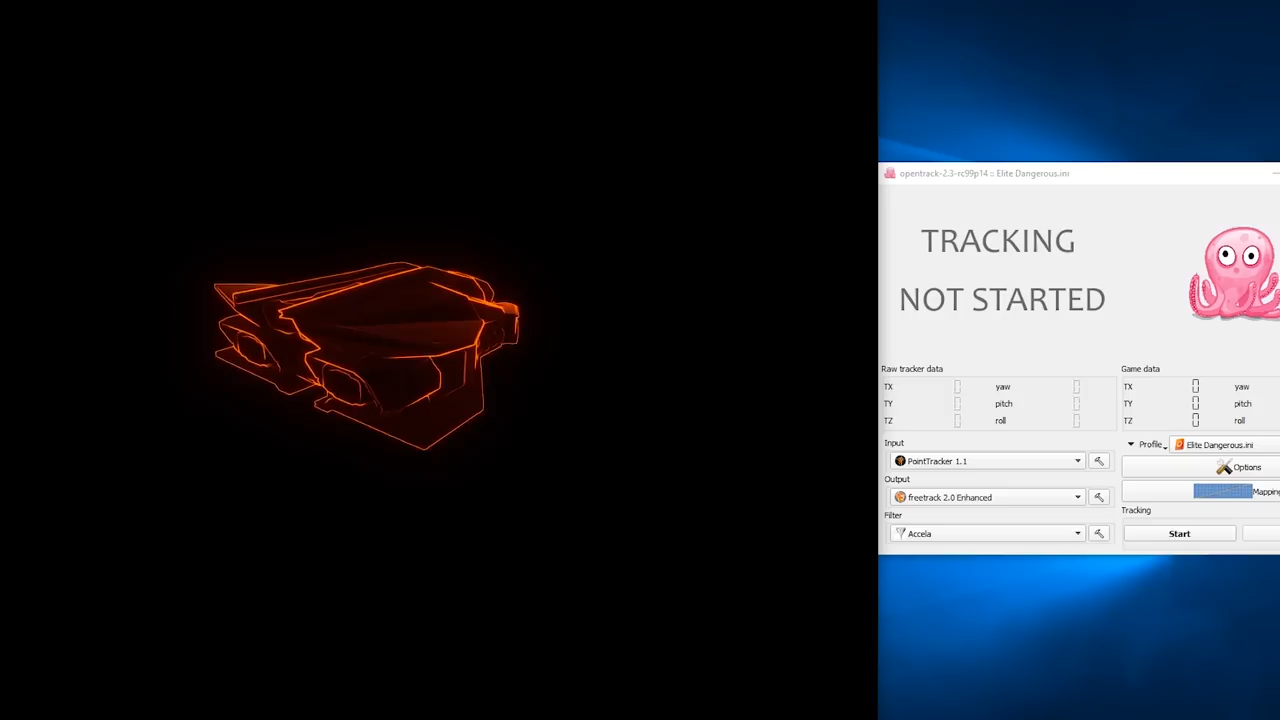 opentrack-2.3-rc99p14 :: Elite Dangerous.ini
TRACKING
NOT STARTED
Raw tracker data
TX yaw
TY pitch
TZ roll
Game data
TX yaw
TY pitch
TZ roll
Input
PointTracker 1.1
Output
freetrack 2.0 Enhanced
Filter
Accela
Profile Elite Dangerous.ini
Options
Mapping
Tracking
Start